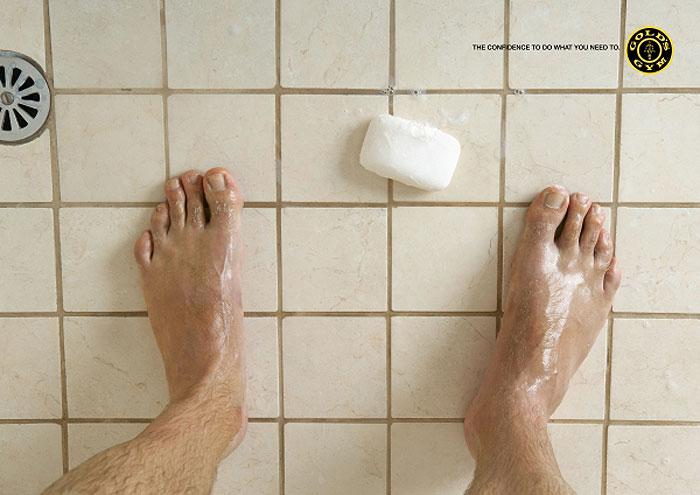 THE CONFIDENCE TO DO WHAT YOU NEED TO.
GOLD'S
GYM